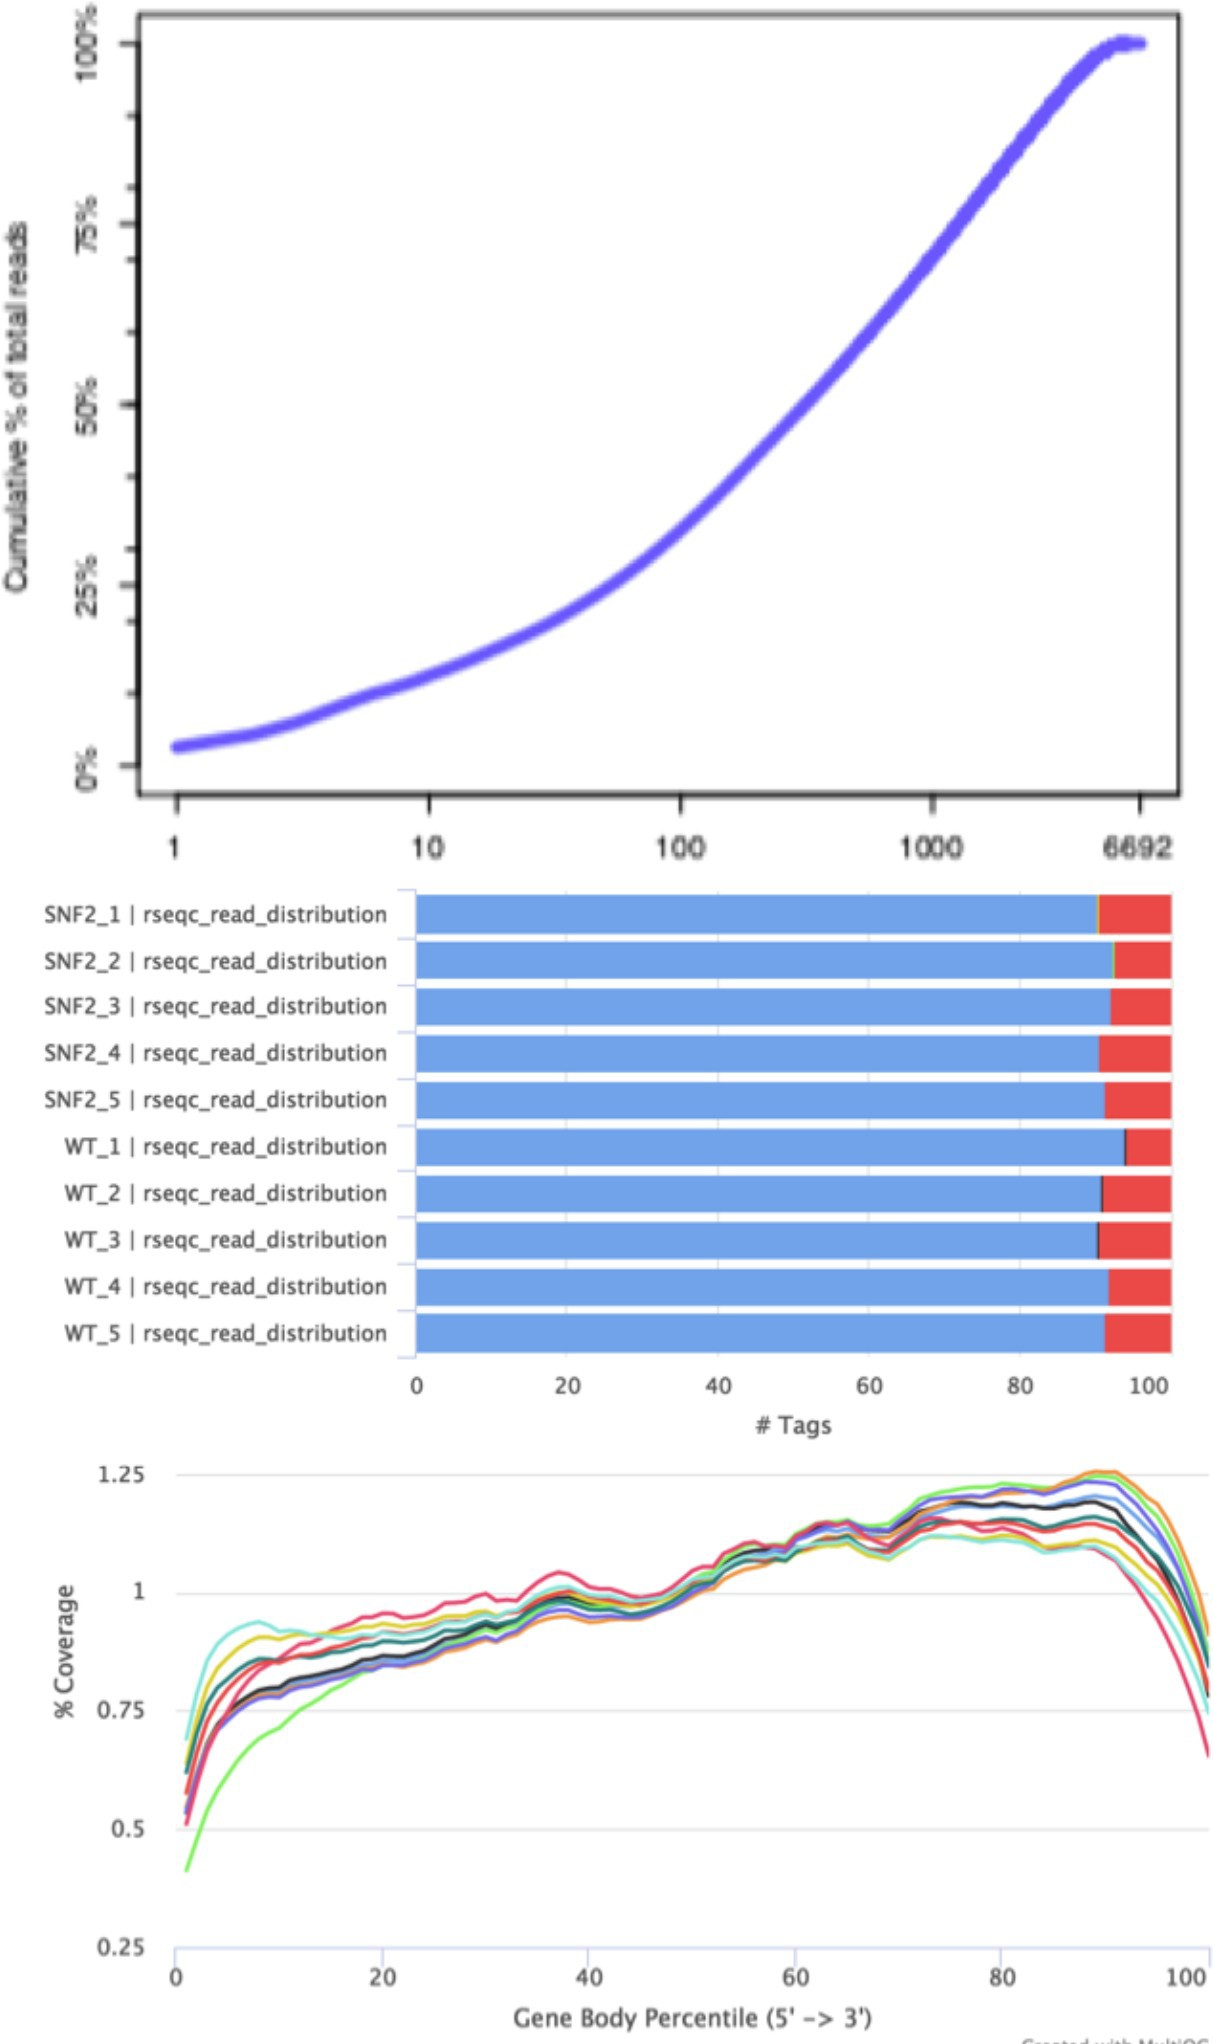 Cumulative % of total reads
100%
75%
50%
25%
0%
1 10 100 1000 6692
SNF2_1 | rseqc_read_distribution
SNF2_2 | rseqc_read_distribution
SNF2_3 | rseqc_read_distribution
SNF2_4 | rseqc_read_distribution
SNF2_5 | rseqc_read_distribution
WT_1 | rseqc_read_distribution
WT_2 | rseqc_read_distribution
WT_3 | rseqc_read_distribution
WT_4 | rseqc_read_distribution
WT_5 | rseqc_read_distribution
0 20 40 60 80 100
# Tags
% Coverage
1.25
1
0.75
0.5
0.25
0 20 40 60 80 100
Gene Body Percentile (5' -> 3')